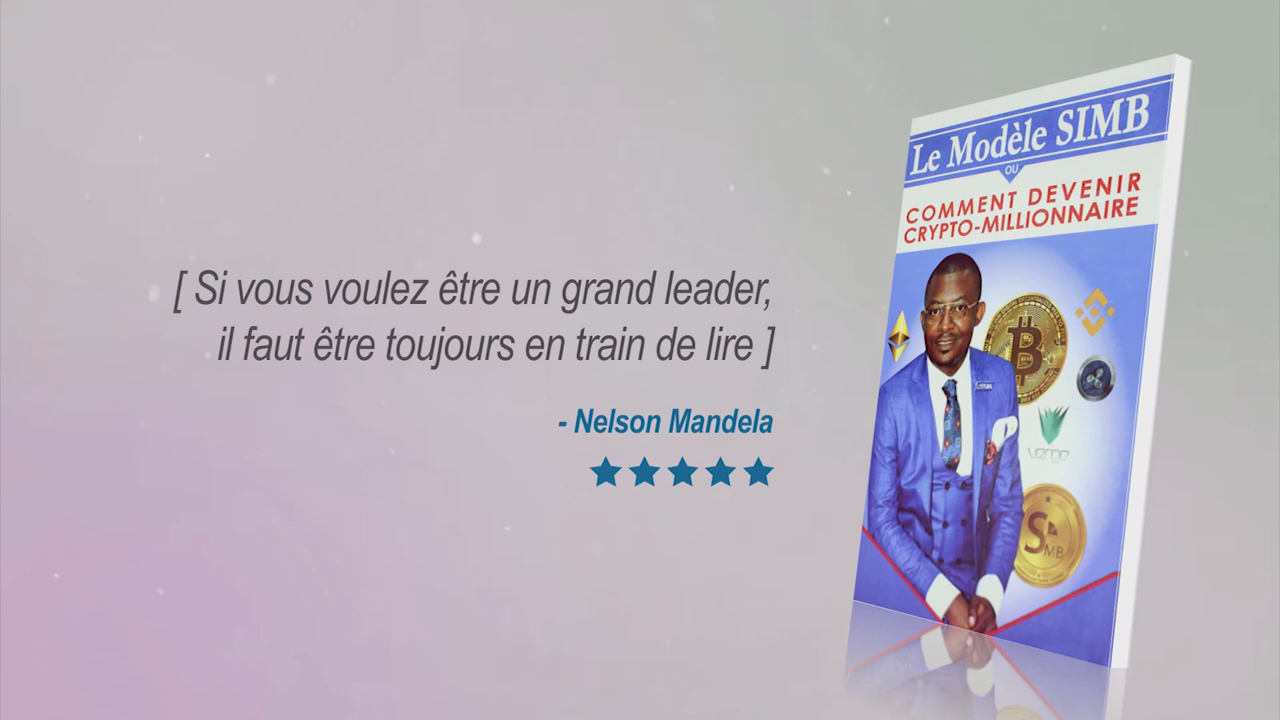 [ Si vous voulez être un grand leader,
il faut être toujours en train de lire ]
- Nelson Mandela
Le Modèle SIMB
OU
COMMENT DEVENIR
CRYPTO-MILLIONNAIRE
verge
SIMB